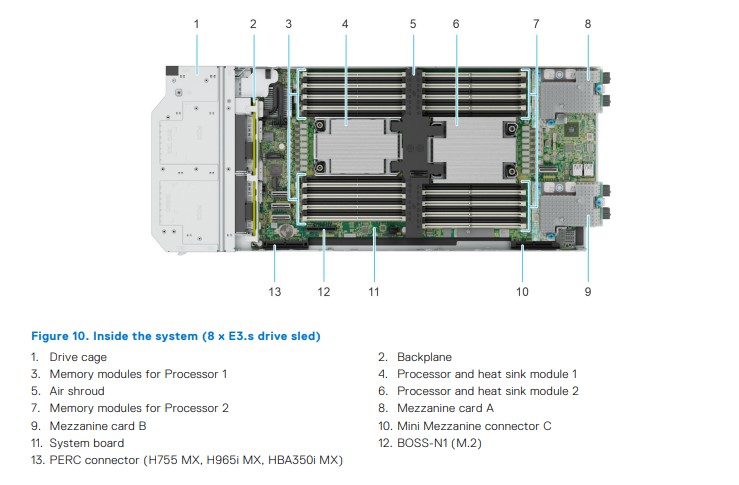 1 2 3 4 5 6 7 8
13 12 11 10 9
Figure 10. Inside the system (8 x E3.s drive sled)
1. Drive cage
2. Backplane
3. Memory modules for Processor 1
4. Processor and heat sink module 1
5. Air shroud
6. Processor and heat sink module 2
7. Memory modules for Processor 2
8. Mezzanine card A
9. Mezzanine card B
10. Mini Mezzanine connector C
11. System board
12. BOSS-N1 (M.2)
13. PERC connector (H755 MX, H965i MX, HBA350i MX)